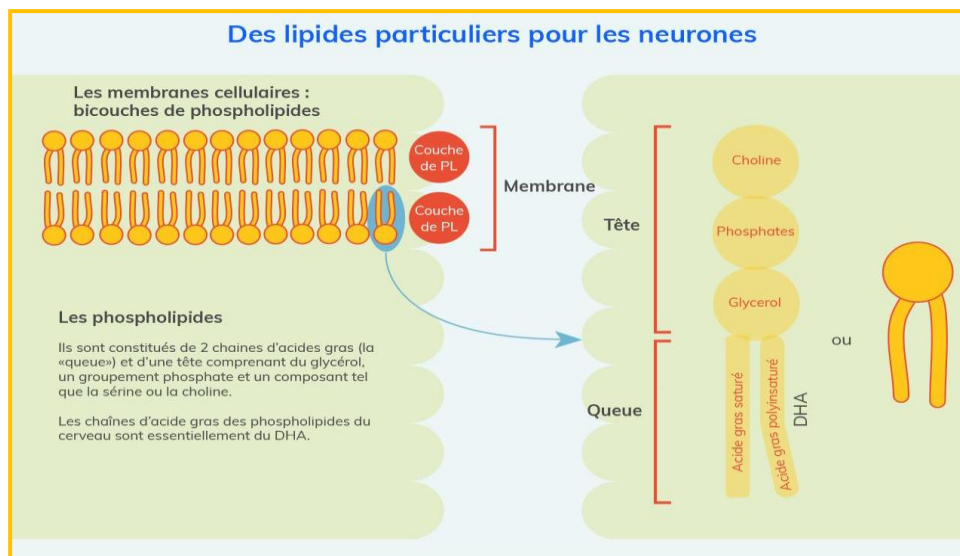 Des lipides particuliers pour les neurones
Les membranes cellulaires :
bicouches de phospholipides
Couche
de PL
Couche
de PL
Membrane
Les phospholipides
Ils sont constitués de 2 chaines d'acides gras (la
«queue») et d'une tête comprenant du glycérol,
un groupement phosphate et un composant tel
que la sérine ou la choline.
Les chaînes d'acide gras des phospholipides du
cerveau sont essentiellement du DHA.
Tête
Choline
Phosphates
Glycerol
Queue
Acide gras saturé
Acide gras polyinsaturé
DHA
ou